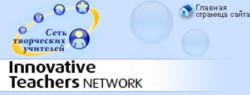 Сеть
творческих
учителей
Главная
страница сайта
Innovative
Teachers NETWORK